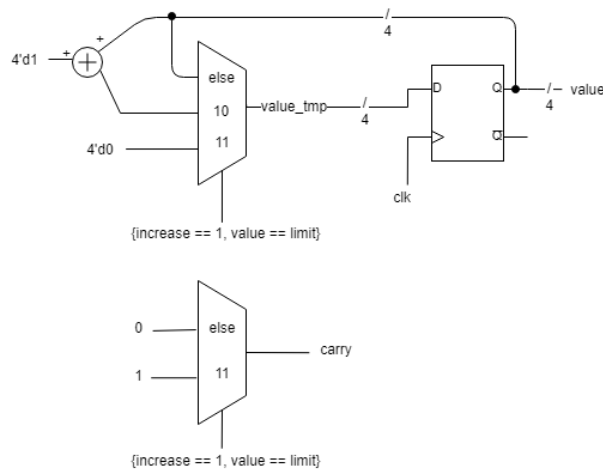 /
4
+
+
4'd1
+
else
D
Q
/
value
10
value_tmp
/
4
4
11
4'd0
Q
clk
{increase == 1, value == limit}
0
else
carry
1
11
{increase == 1, value == limit}